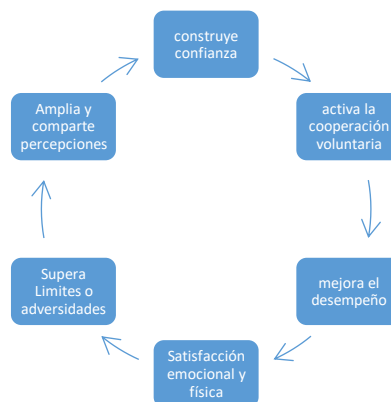 construye
confianza
activa la
cooperación
voluntaria
mejora el
desempeño
Satisfacción
emocional y
física
Supera
Limites o
adversidades
Amplia y
comparte
percepciones